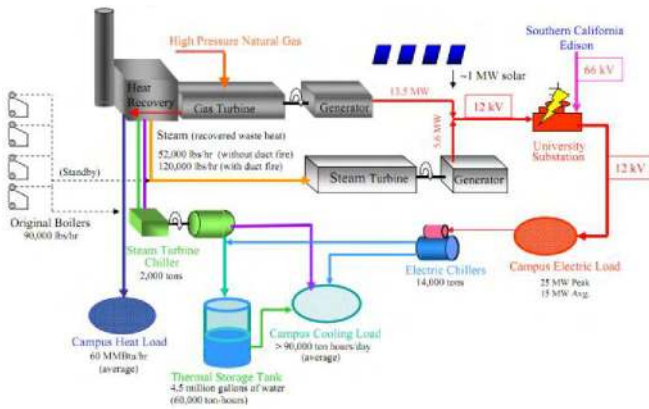 High Pressure Natural Gas
Southern California
Edison
~1 MW solar
66 kV
Heat
Recovery
Gas Turbine
Generator
13.5 MW
12 kV
Steam (recovered waste heat)
52,000 lbs/hr (without duct fire)
120,000 lbs/hr (with duct fire)
5.6 MW
University
Substation
(Standby)
Steam Turbine
Generator
12 kV
Original Boilers
90,000 lbs/hr
Steam Turbine
Chiller
2,000 tons
Electric Chillers
14,000 tons
Campus Electric Load
25 MW Peak
15 MW Avg.
Campus Heat Load
60 MMBtu/hr
(average)
Campus Cooling Load
> 90,000 ton hours/day
(average)
Thermal Storage Tank
4.5 million gallons of water
(60,000 ton-hours)